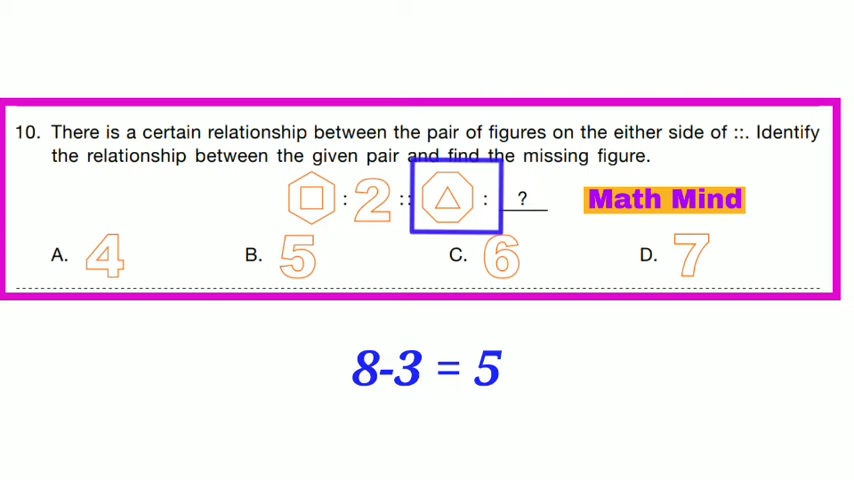 10. There is a certain relationship between the pair of figures on the either side of ::. Identify
the relationship between the given pair and find the missing figure.
: 2 :: : ? Math Mind
A. 4 B. 5 C. 6 D. 7
8-3 = 5